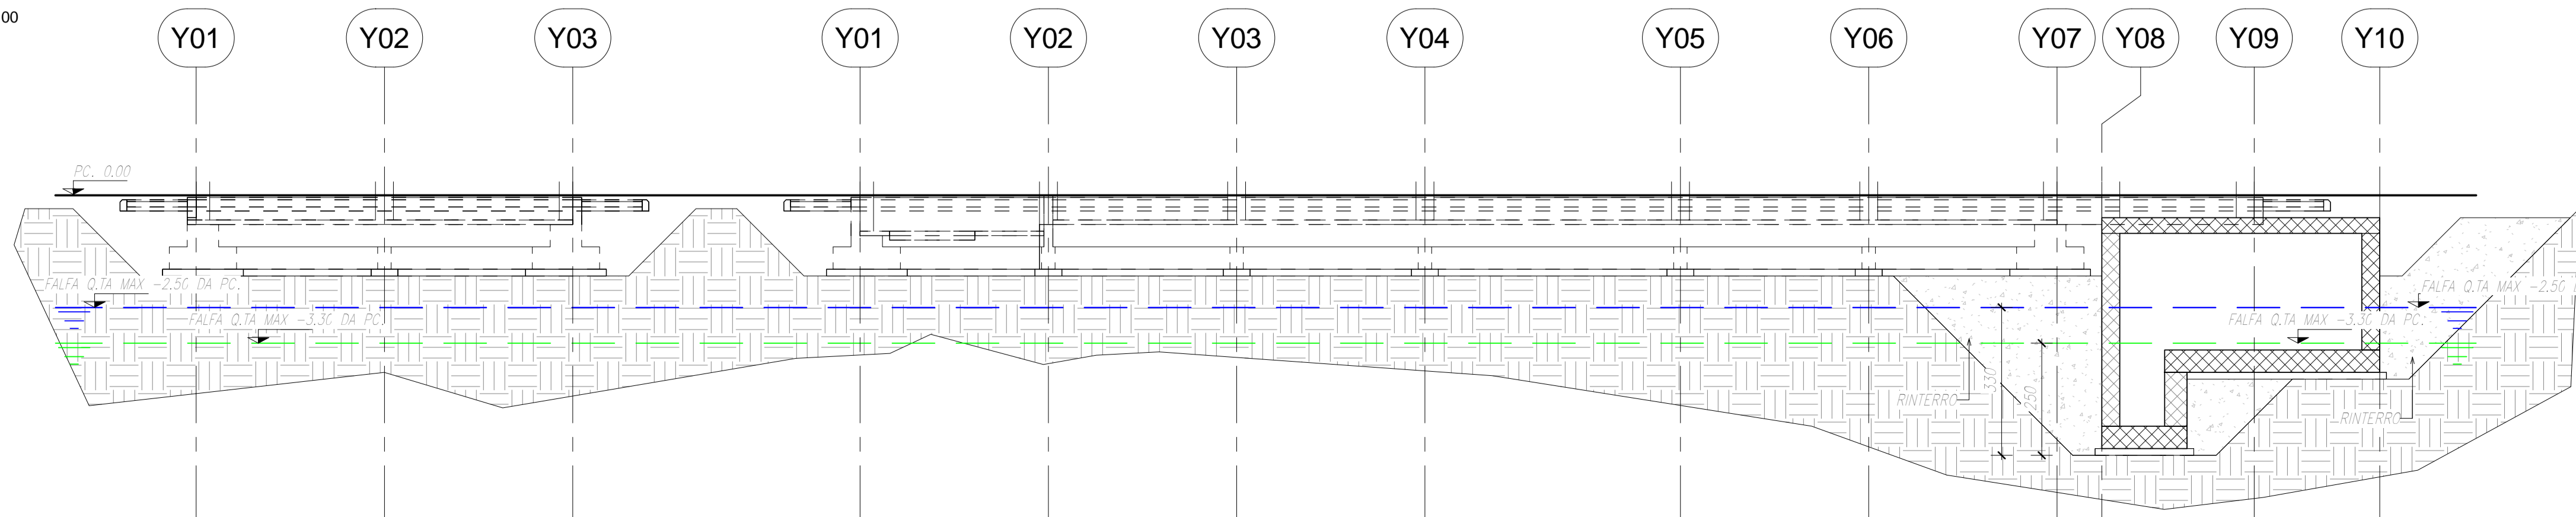 00
Y01
Y02
Y03
Y01
Y02
Y03
Y04
Y05
Y06
Y07
Y08
Y09
Y10
PC. 0.00
FALFA Q.TA MAX -2.50 DA PC.
FALFA Q.TA MAX -2.50
FALFA Q.TA MAX -3.30 DA PC.
FALFA Q.TA MAX -3.30 DA PC.
330
250
RINTERRO
RINTERRO